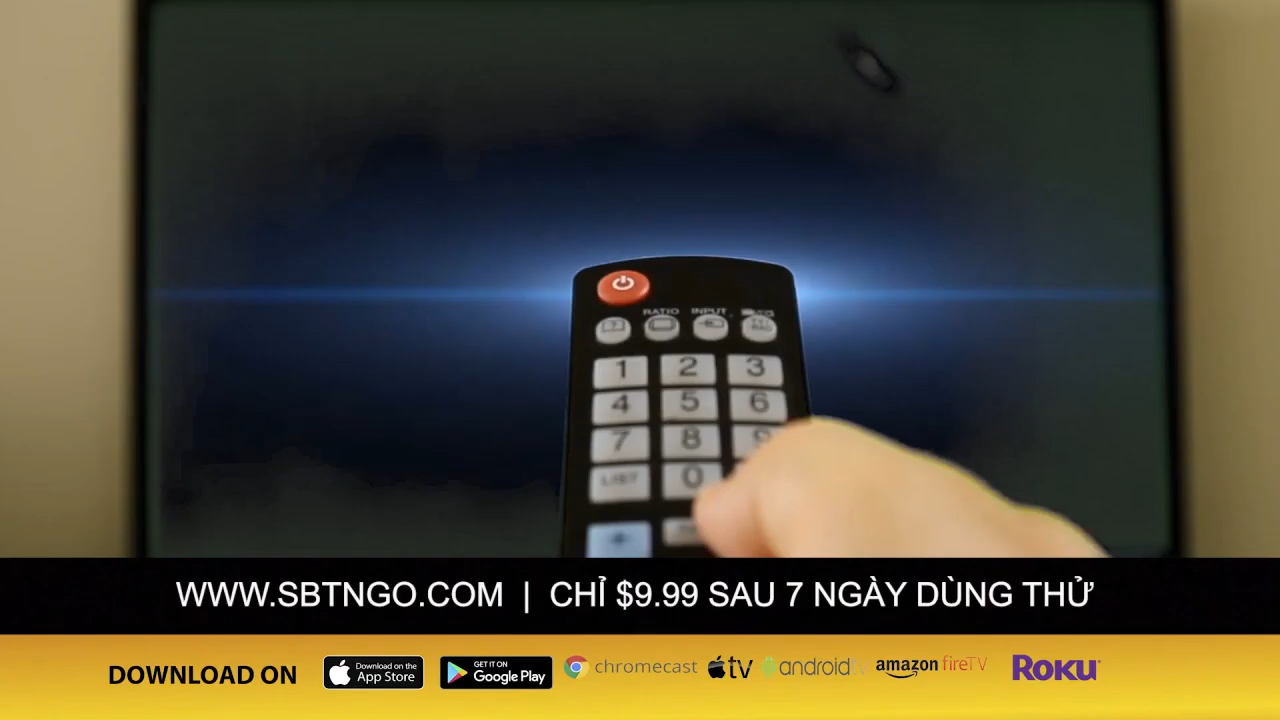 RATIO INPUT
1 2 3
4 5 6
7 8 9
LIST 0
WWW.SBTNGO.COM | CHỈ $9.99 SAU 7 NGÀY DÙNG THỬ
DOWNLOAD ON
Download on the
App Store
GET IT ON
Google Play
chromecast
tv
androidtv
amazon fireTV
ROKU